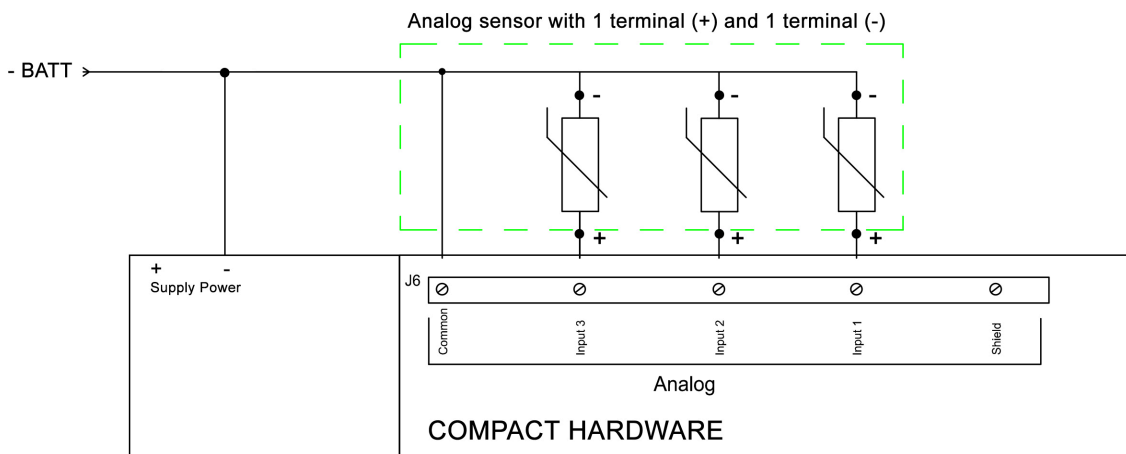 Analog sensor with 1 terminal (+) and 1 terminal (-)
- BATT
- - -
+ + +
+ -
Supply Power
J6
Common Input 3 Input 2 Input 1 Shield
Analog
COMPACT HARDWARE